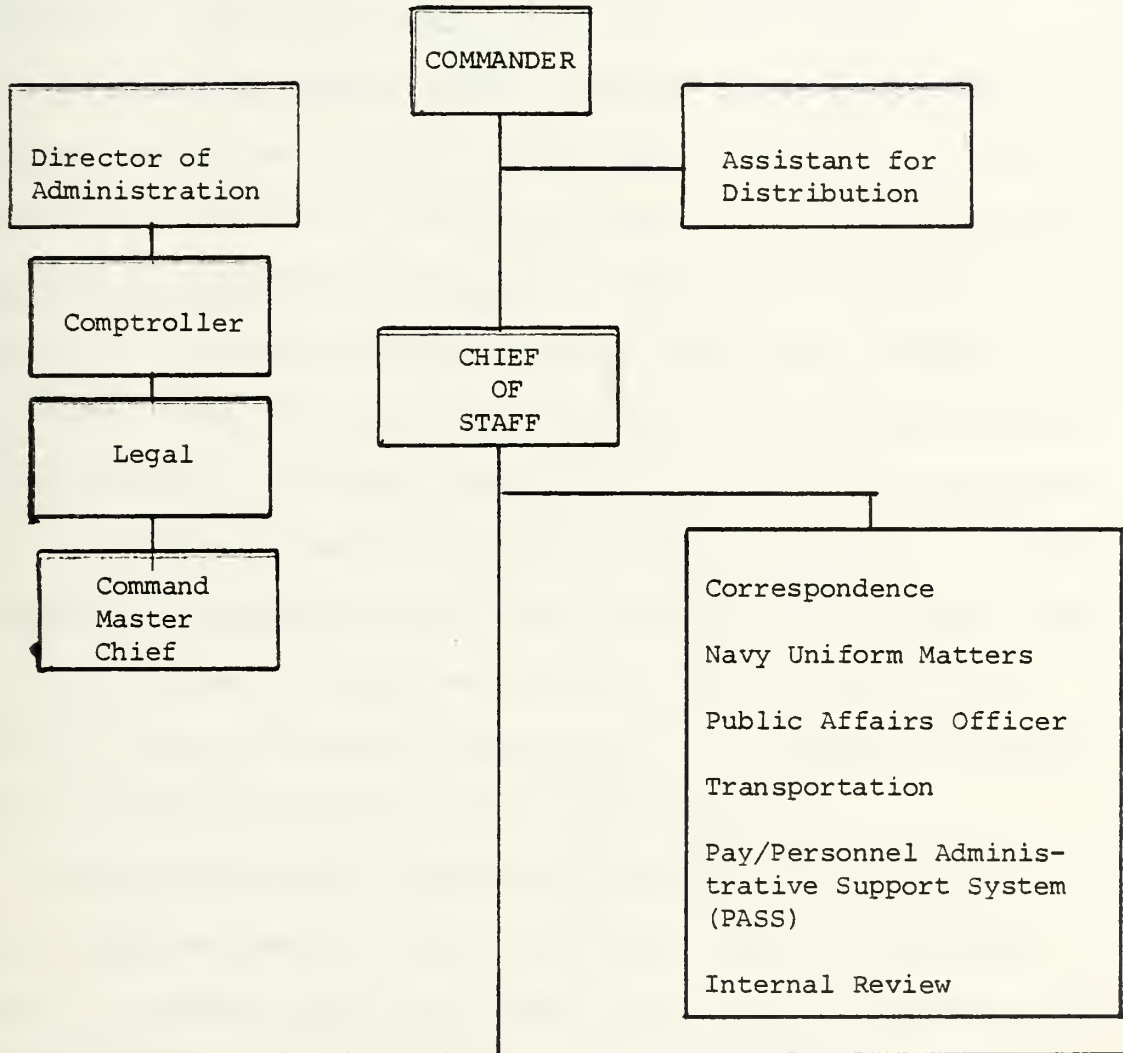 COMMANDER
Director of
Administration
Assistant for
Distribution
Comptroller
CHIEF
OF
STAFF
Legal
Command
Master
Chief
Correspondence
Navy Uniform Matters
Public Affairs Officer
Transportation
Pay/Personnel Adminis-
trative Support System
(PASS)
Internal Review